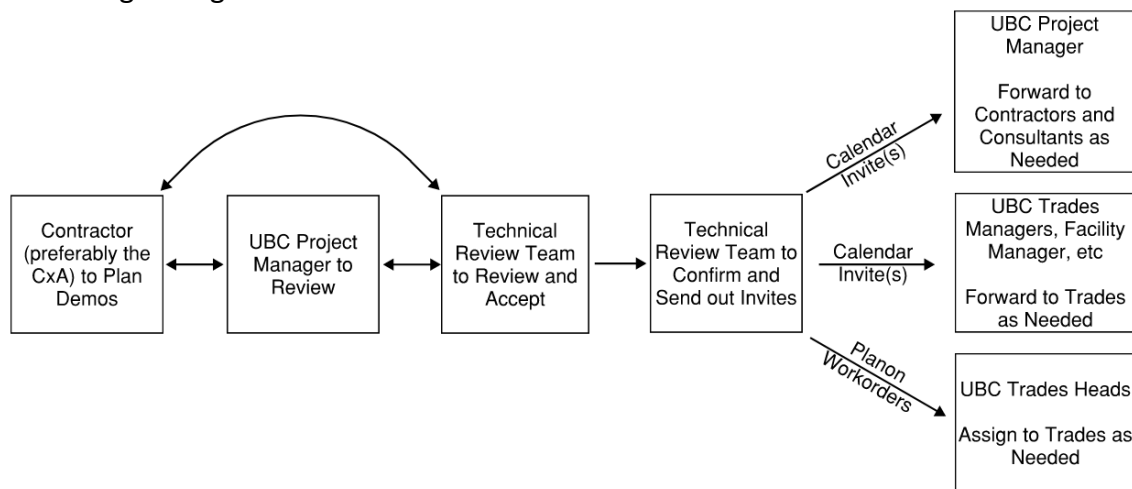 Contractor
(preferably the
CxA) to Plan
Demos
UBC Project
Manager to
Review
Technical
Review Team
to Review and
Accept
Technical
Review Team to
Confirm and
Send out Invites
Calendar
Invite(s)
UBC Project
Manager
Forward to
Contractors and
Consultants as
Needed
Calendar
Invite(s)
UBC Trades
Managers, Facility
Manager, etc
Forward to Trades
as Needed
Planon
Workorders
UBC Trades Heads
Assign to Trades as
Needed